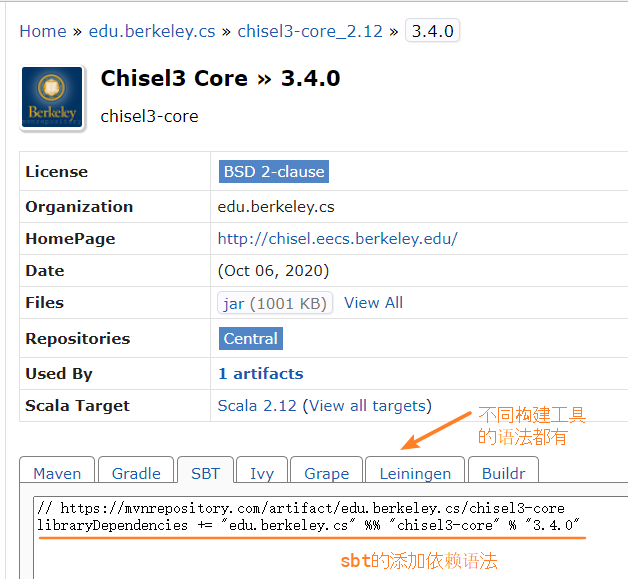 Home » edu.berkeley.cs » chisel3-core_2.12 » 3.4.0
Chisel3 Core » 3.4.0
chisel3-core
Berkeley
License BSD 2-clause
Organization edu.berkeley.cs
HomePage http://chisel.eecs.berkeley.edu/
Date (Oct 06, 2020)
Files jar (1001 KB) View All
Repositories Central
Used By 1 artifacts
Scala Target Scala 2.12 (View all targets)
不同构建工具
的语法都有
Maven Gradle SBT Ivy Grape Leiningen Buildr
// https://mvnrepository.com/artifact/edu.berkeley.cs/chisel3-core
libraryDependencies += "edu.berkeley.cs" %% "chisel3-core" % "3.4.0"
sbt的添加依赖语法